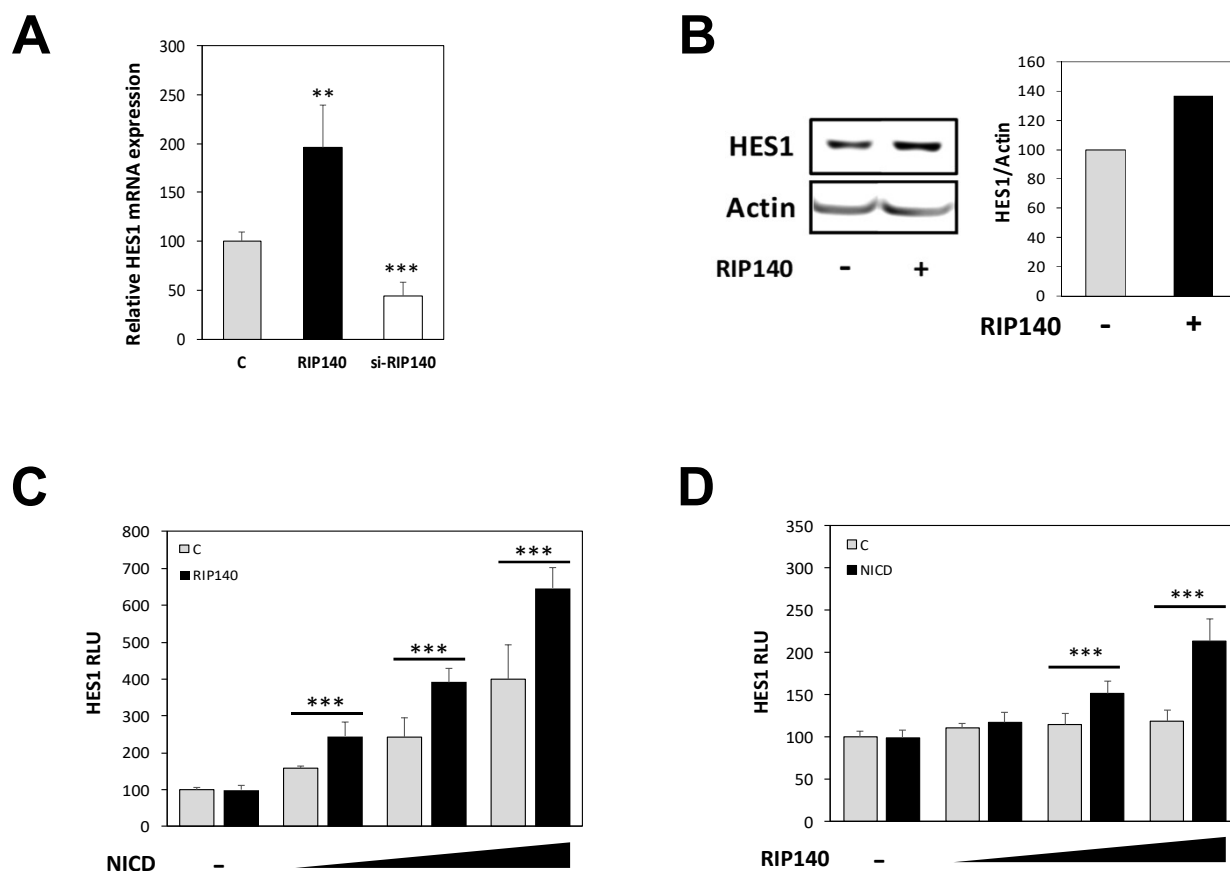 A
Relative HES1 mRNA expression
300
250
200
150
100
50
0
**
***
C
RIP140
si-RIP140
B
HES1
Actin
RIP140
-
+
HES1/Actin
160
140
120
100
80
60
40
20
0
RIP140
-
+
C
HES1 RLU
800
700
600
500
400
300
200
100
0
C
RIP140
***
***
***
NICD
-
D
HES1 RLU
350
300
250
200
150
100
50
0
C
NICD
***
***
RIP140
-